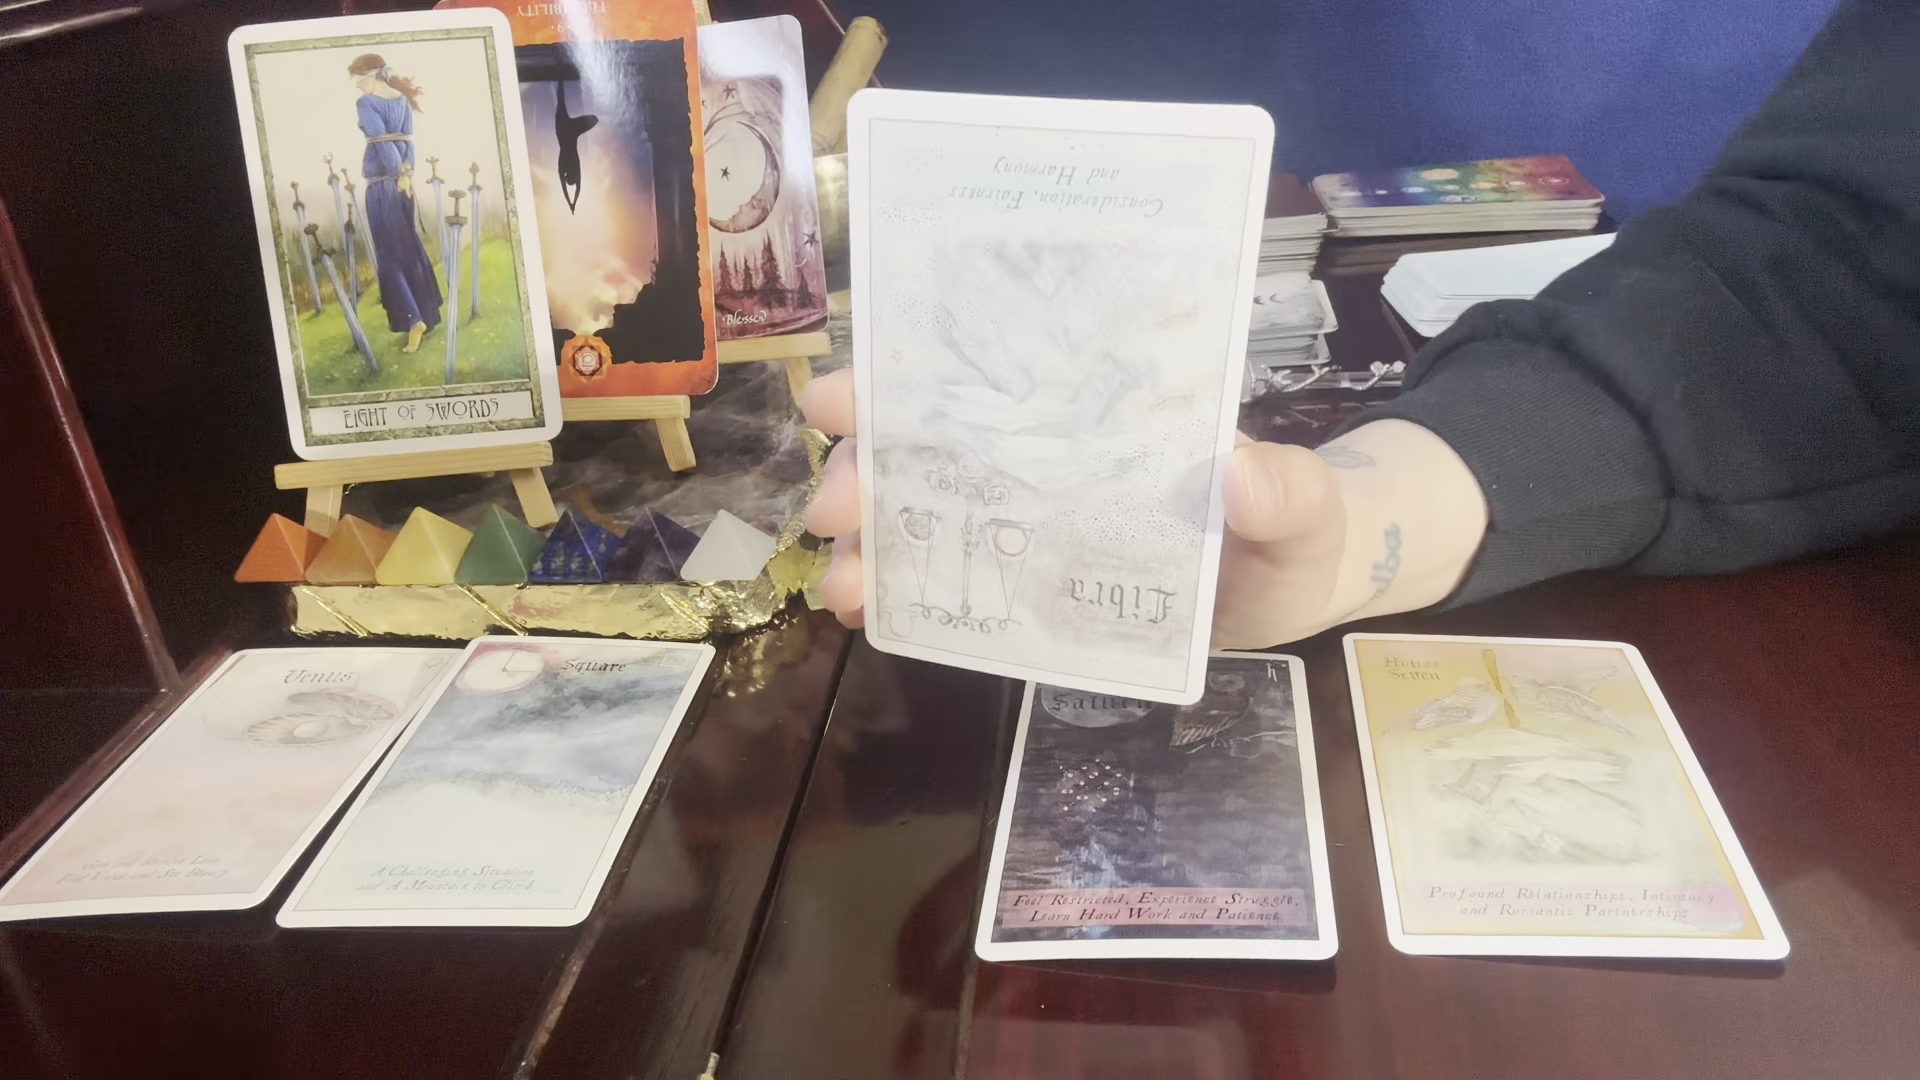 EIGHT OF SWORDS
FLEXIBILITY
Blessed
Libra
Consideration, Fairness
and Harmony
Venus
Square
A Challenging Situation
and A Mountain to Climb
Saturn
Feel Restricted, Experience Struggle,
Learn Hard Work and Patience
House
Seven
Profound Relationships, Intimacy
and Romantic Partnerships